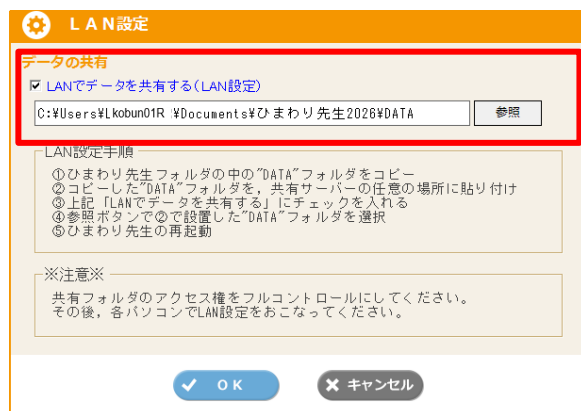 LAN設定
データの共有
LANでデータを共有する(LAN設定)
C:¥Users¥Lkobun01R ¥Documents¥ひまわり先生2026¥DATA 参照
LAN設定手順
①ひまわり先生フォルダの中の"DATA"フォルダをコピー
②コピーした"DATA"フォルダを，共有サーバーの任意の場所に貼り付け
③上記「LANでデータを共有する」にチェックを入れる
④参照ボタンで②で設置した"DATA"フォルダを選択
⑤ひまわり先生の再起動
※注意※
共有フォルダのアクセス権をフルコントロールにしてください。
その後，各パソコンでLAN設定をおこなってください。
OK キャンセル